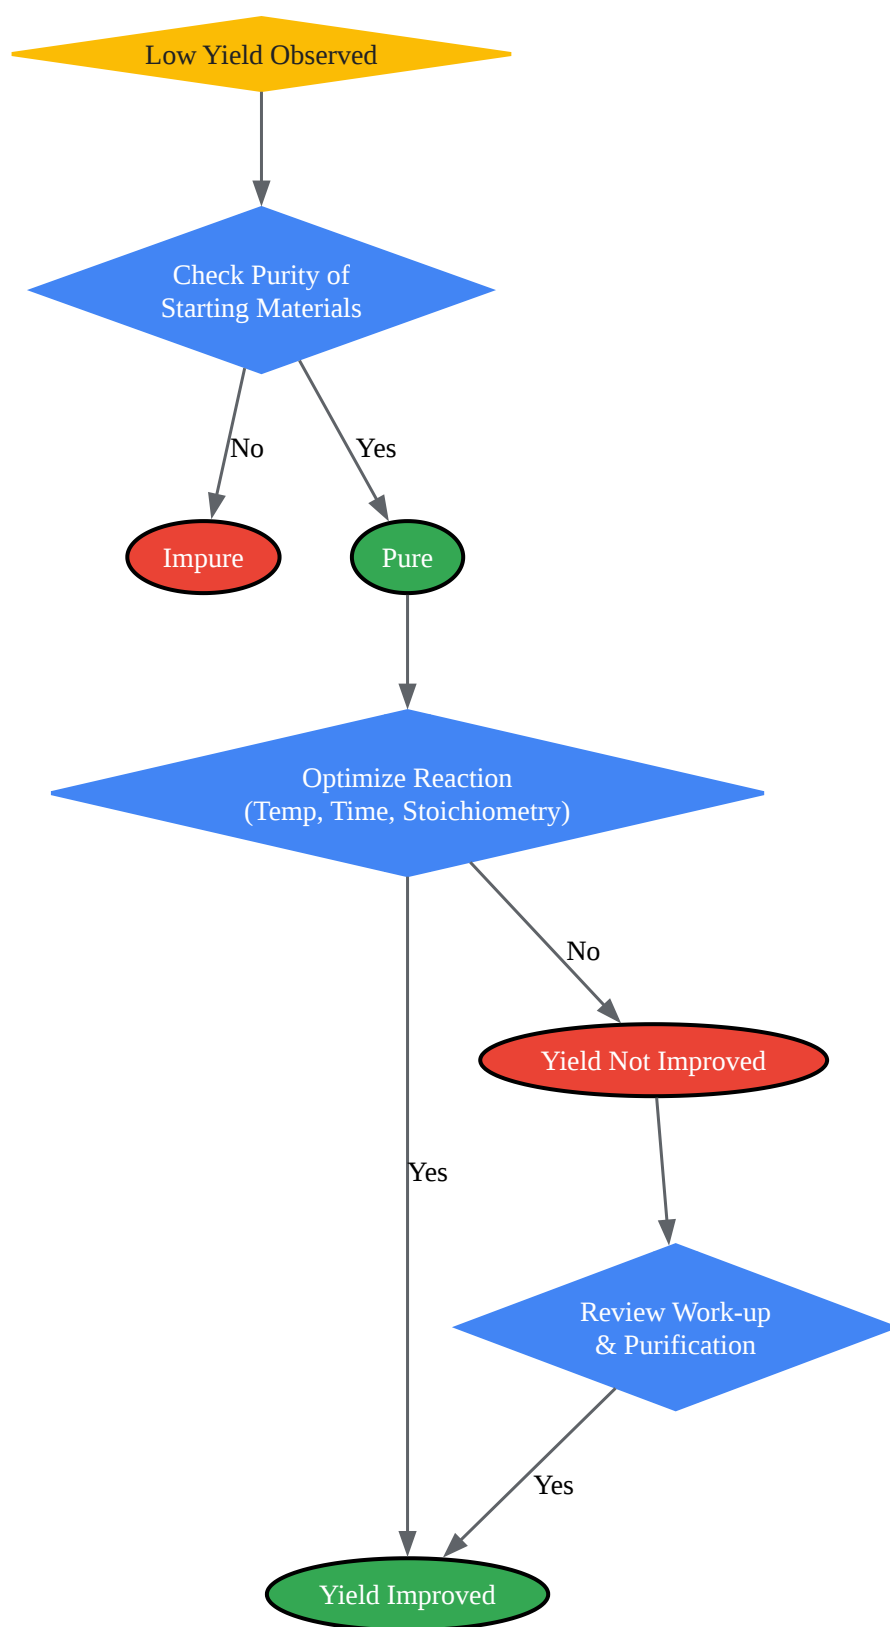 Low Yield Observed
Check Purity of
Starting Materials
No
Yes
Impure
Pure
Optimize Reaction
(Temp, Time, Stoichiometry)
No
Yield Not Improved
Yes
Review Work-up
& Purification
Yes
Yield Improved